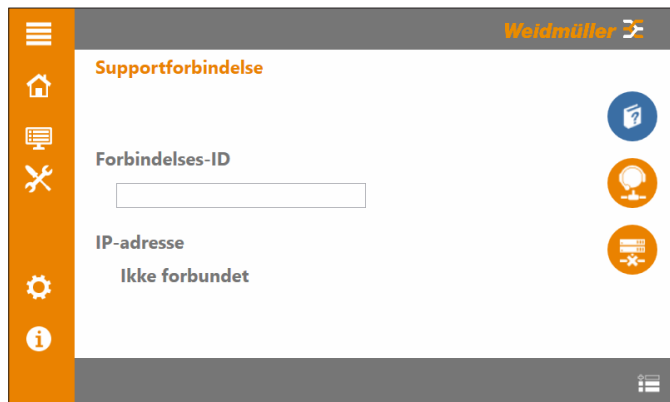 Weidmüller
Supportforbindelse
Forbindelses-ID
IP-adresse
Ikke forbundet